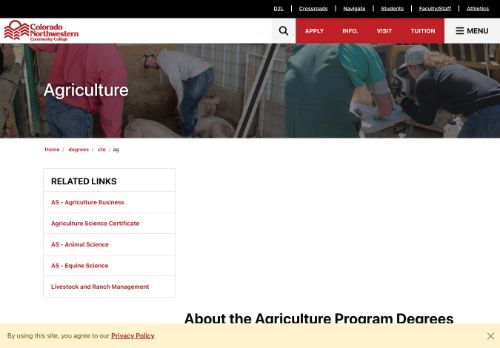 D2L | Crossroads | Navigate | Students | Faculty/Staff | Athletics
Colorado
Northwestern
Community College
APPLY INFO. VISIT TUITION MENU
Agriculture
Home / degrees / cte / ag
RELATED LINKS
AS - Agriculture Business
Agriculture Science Certificate
AS - Animal Science
AS - Equine Science
Livestock and Ranch Management
About the Agriculture Program Degrees
By using this site, you agree to our Privacy Policy